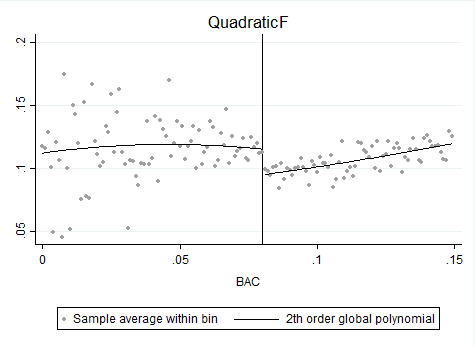 QuadraticF
.2
.15
.1
.05
0 .05 .1 .15
BAC
Sample average within bin 2th order global polynomial